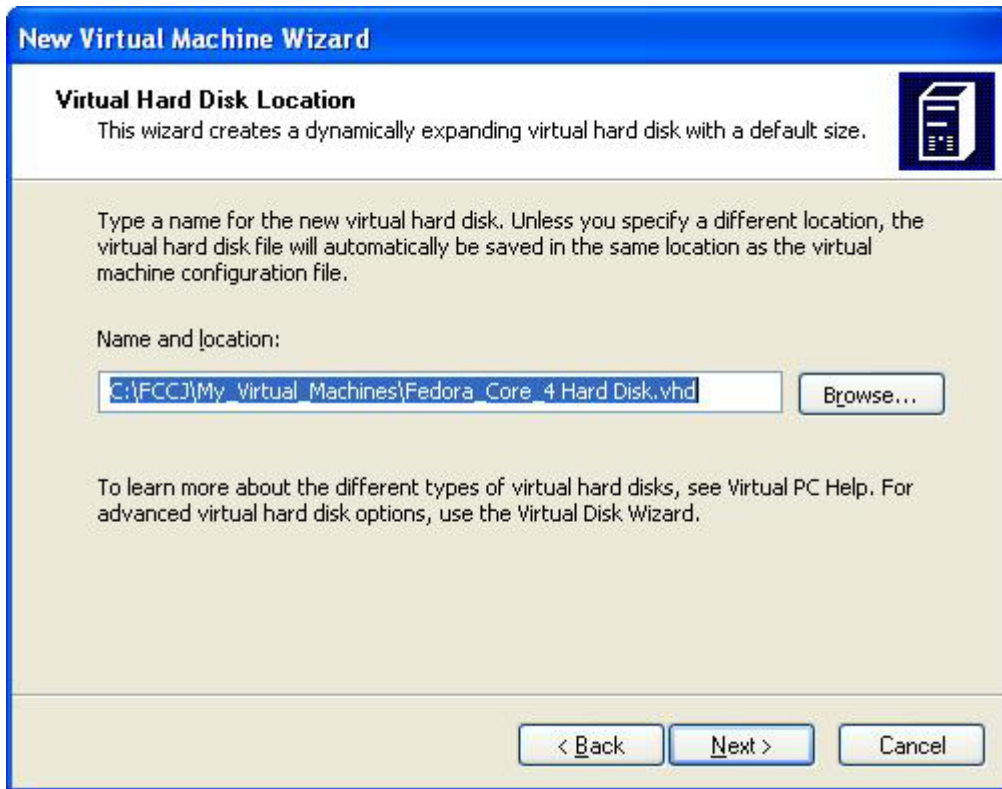 New Virtual Machine Wizard
Virtual Hard Disk Location
This wizard creates a dynamically expanding virtual hard disk with a default size.
Type a name for the new virtual hard disk. Unless you specify a different location, the
virtual hard disk file will automatically be saved in the same location as the virtual
machine configuration file.
Name and location:
C:\FCCJ\My_Virtual_Machines\Fedora_Core_4 Hard Disk.vhd
Browse...
To learn more about the different types of virtual hard disks, see Virtual PC Help. For
advanced virtual hard disk options, use the Virtual Disk Wizard.
< Back
Next >
Cancel